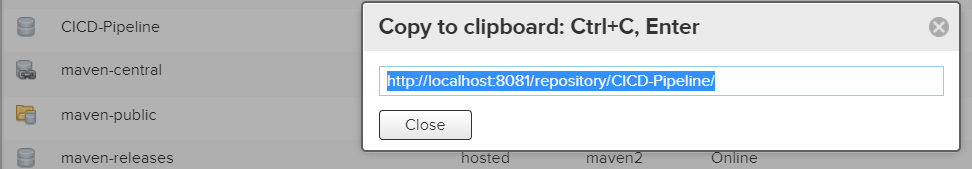 CICD-Pipeline
Copy to clipboard: Ctrl+C, Enter
maven-central
http://localhost:8081/repository/CICD-Pipeline/
maven-public
Close
maven-releases hosted maven2 Online